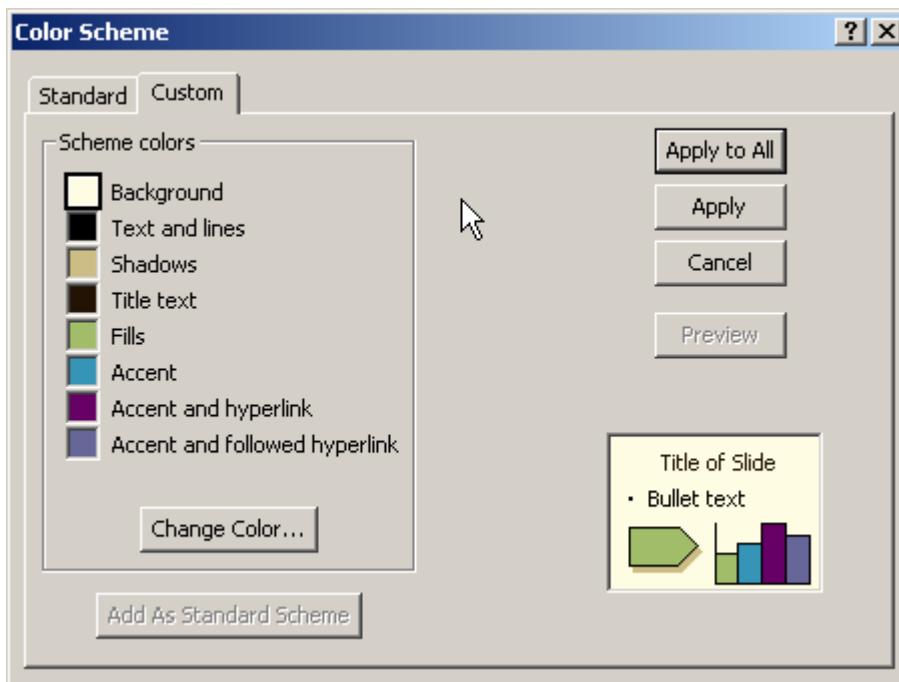 Color Scheme
Standard
Custom
Scheme colors
Background
Text and lines
Shadows
Title text
Fills
Accent
Accent and hyperlink
Accent and followed hyperlink
Change Color...
Add As Standard Scheme
Apply to All
Apply
Cancel
Preview
Title of Slide
• Bullet text